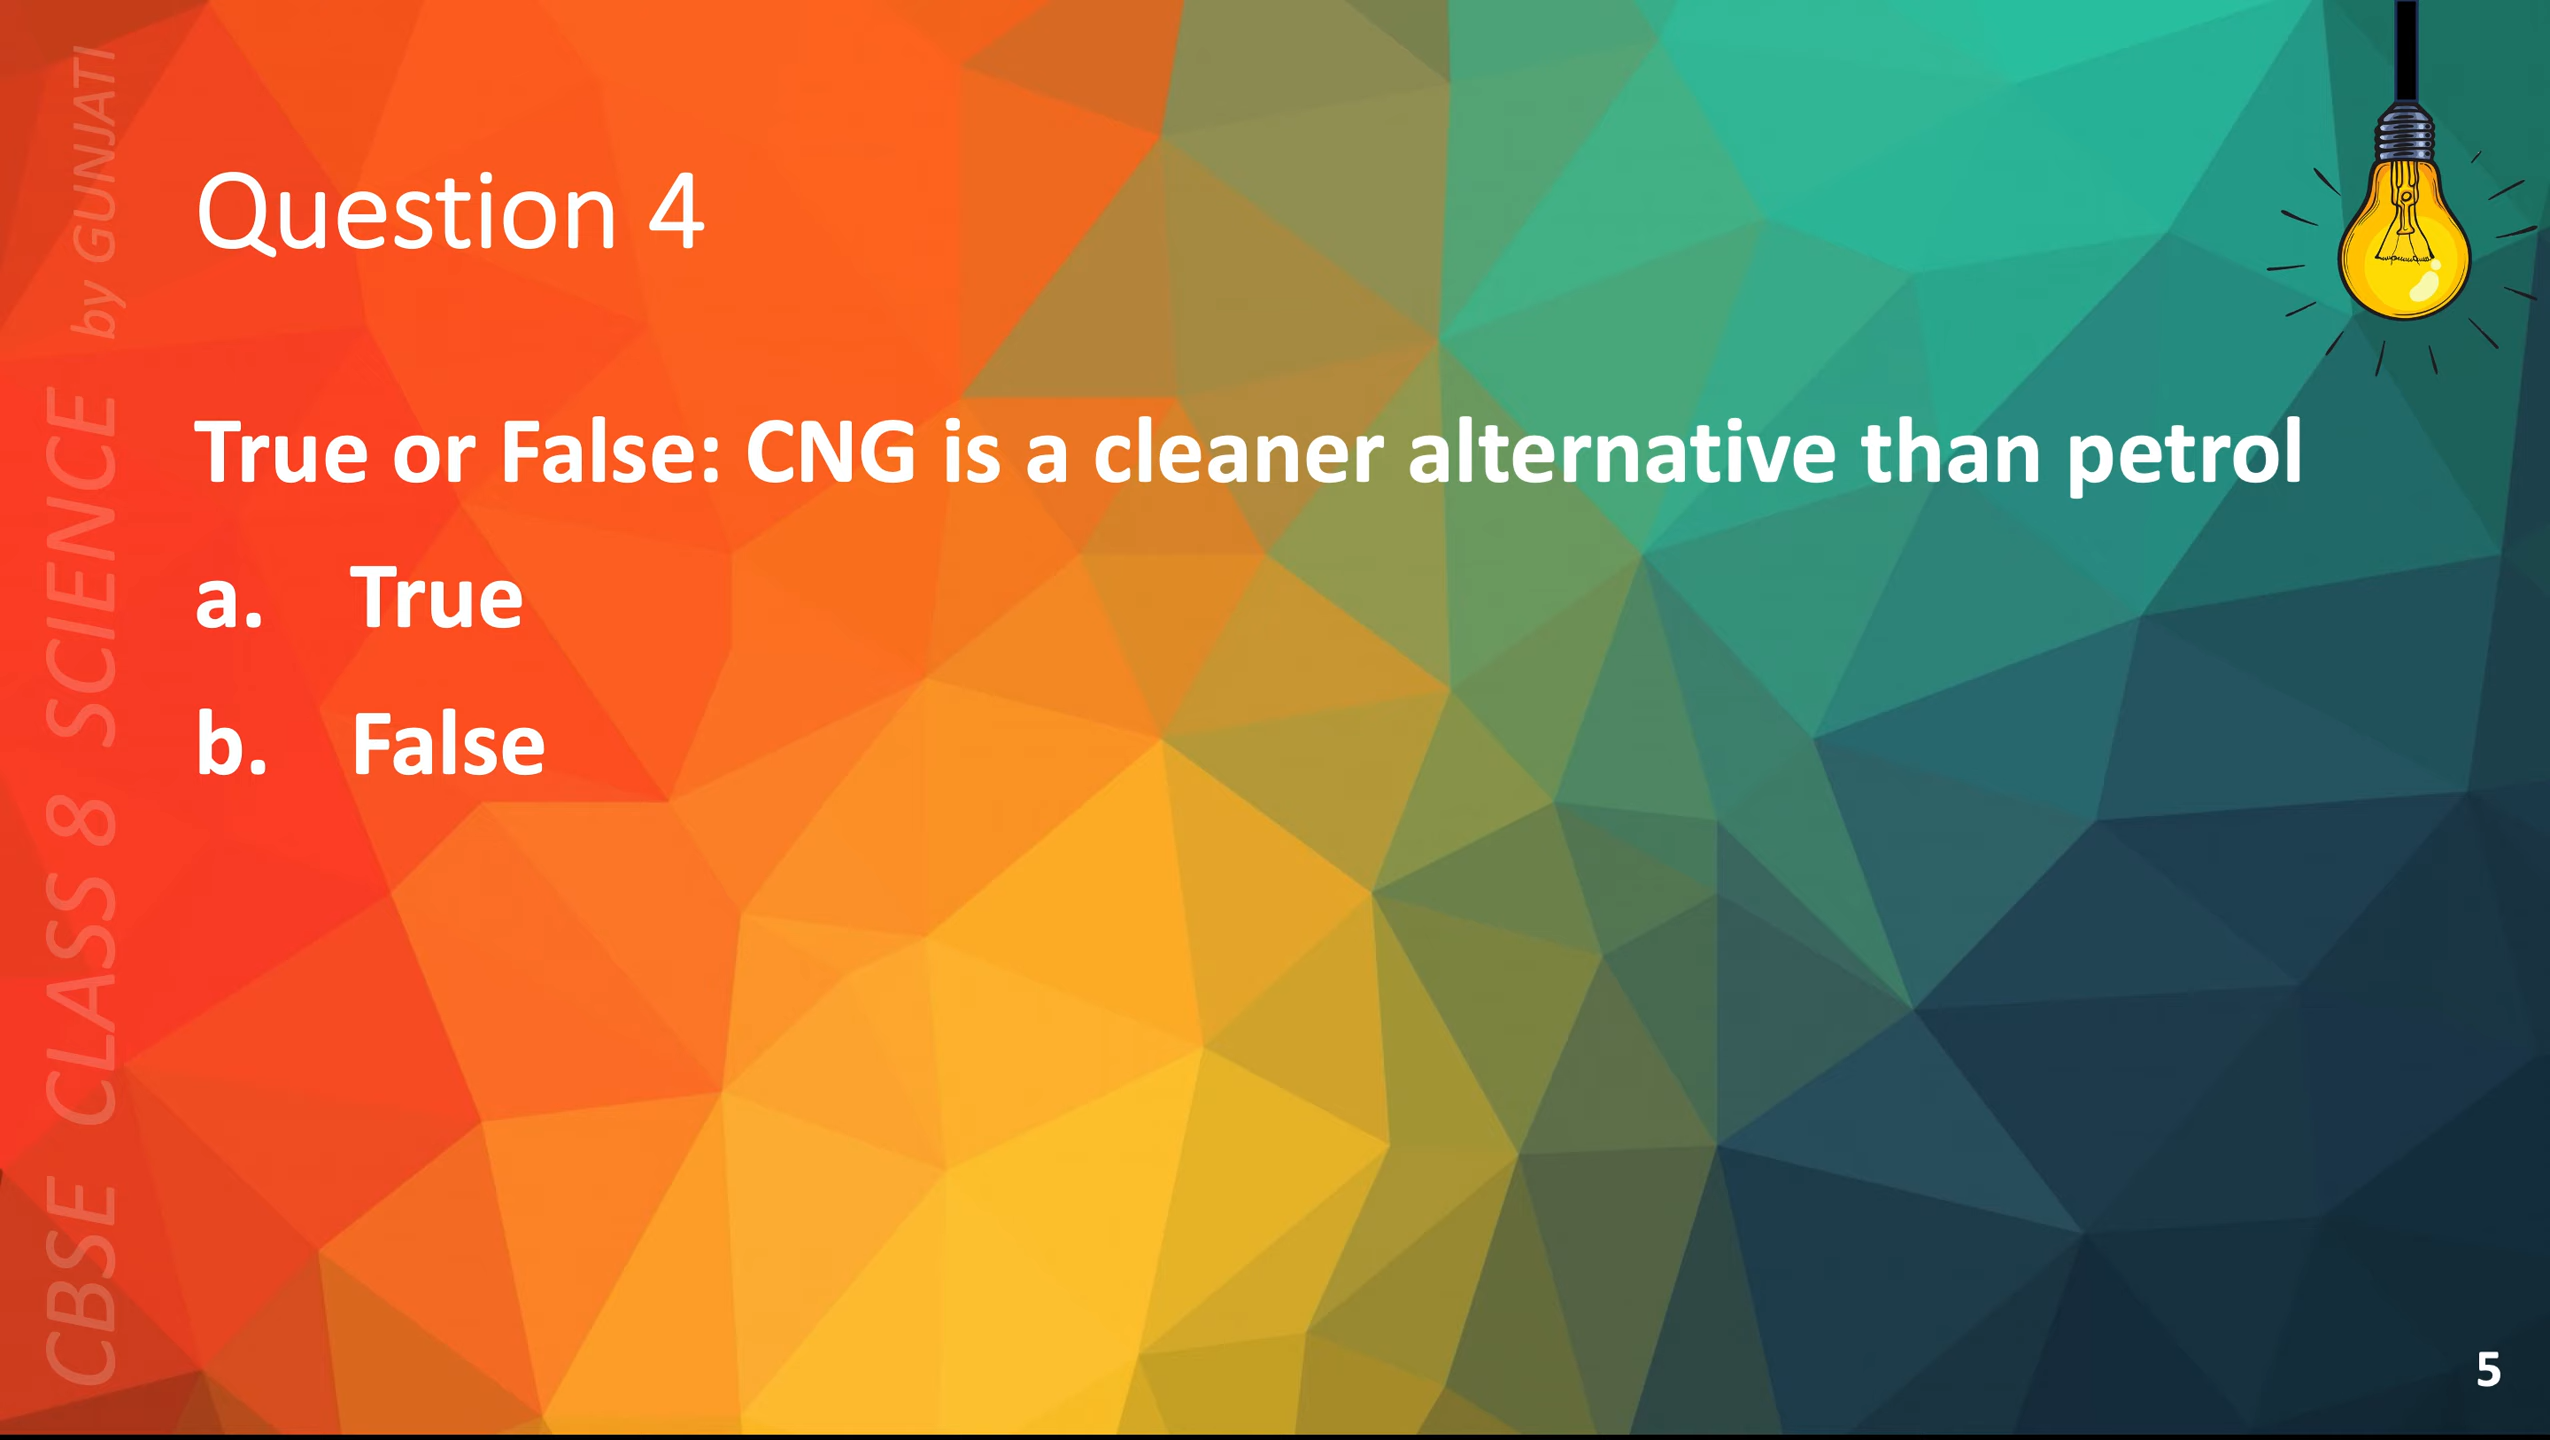 CBSE CLASS 8 SCIENCE by GUNJATI
Question 4
True or False: CNG is a cleaner alternative than petrol
a. True
b. False
5